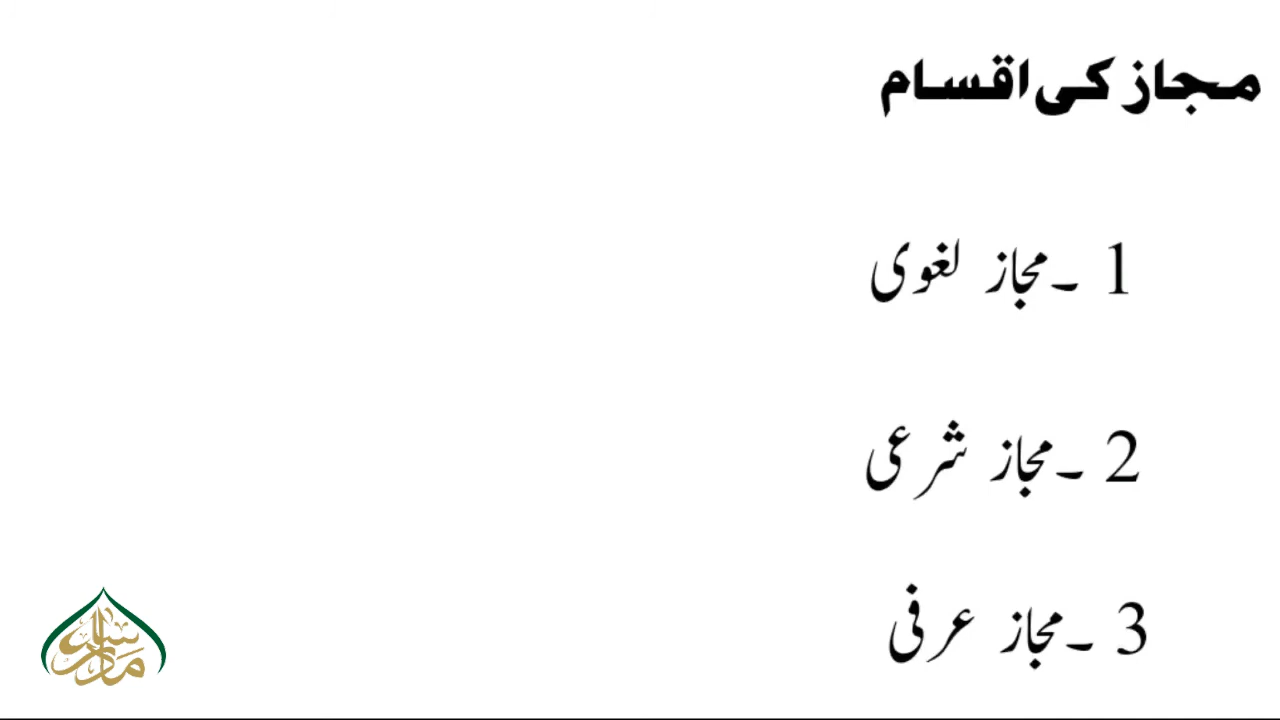 مجاز کی اقسام
1 ۔مجاز لغوی
2 ۔مجاز شرعی
3 ۔مجاز عرفی